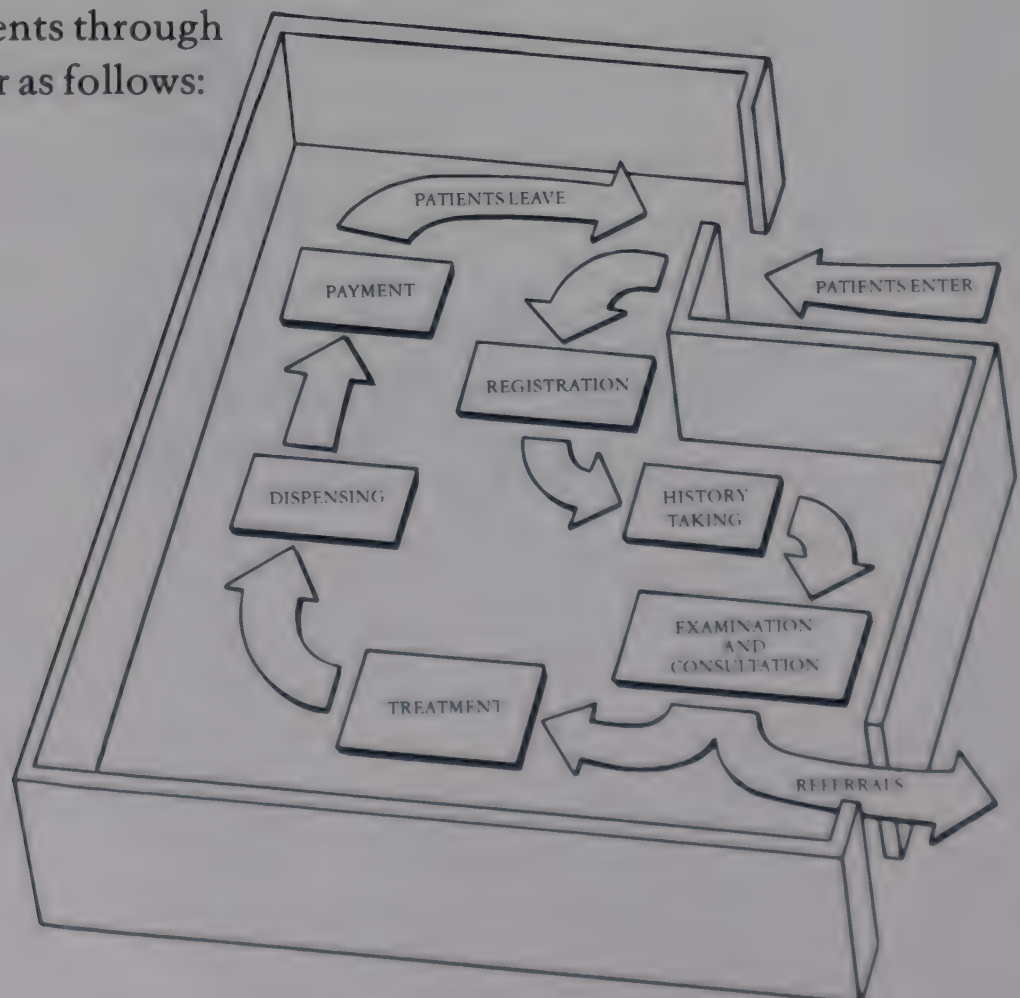 ents through
r as follows:
PATIENTS LEAVE
PAYMENT
PATIENTS ENTER
REGISTRATION
DISPENSING
HISTORY
TAKING
EXAMINATION
AND
CONSULTATION
TREATMENT
REFERRALS